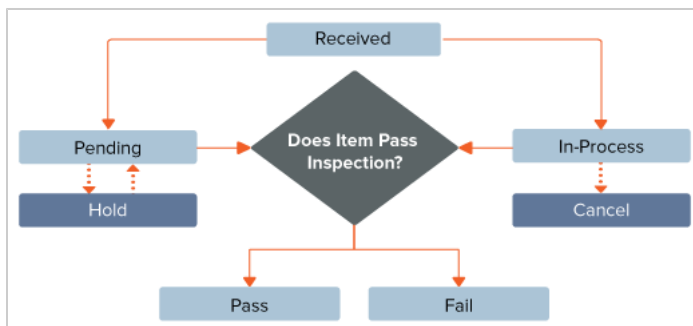 Received
Does Item Pass
Inspection?
Pending
In-Process
Hold
Cancel
Pass
Fail